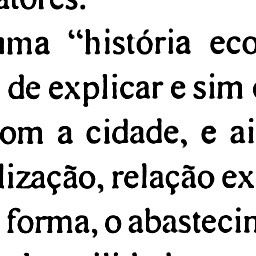 atores.
uma “história eco
de explicar e sim
om a cidade, e ai
lização, relação ex
forma, o abastecin